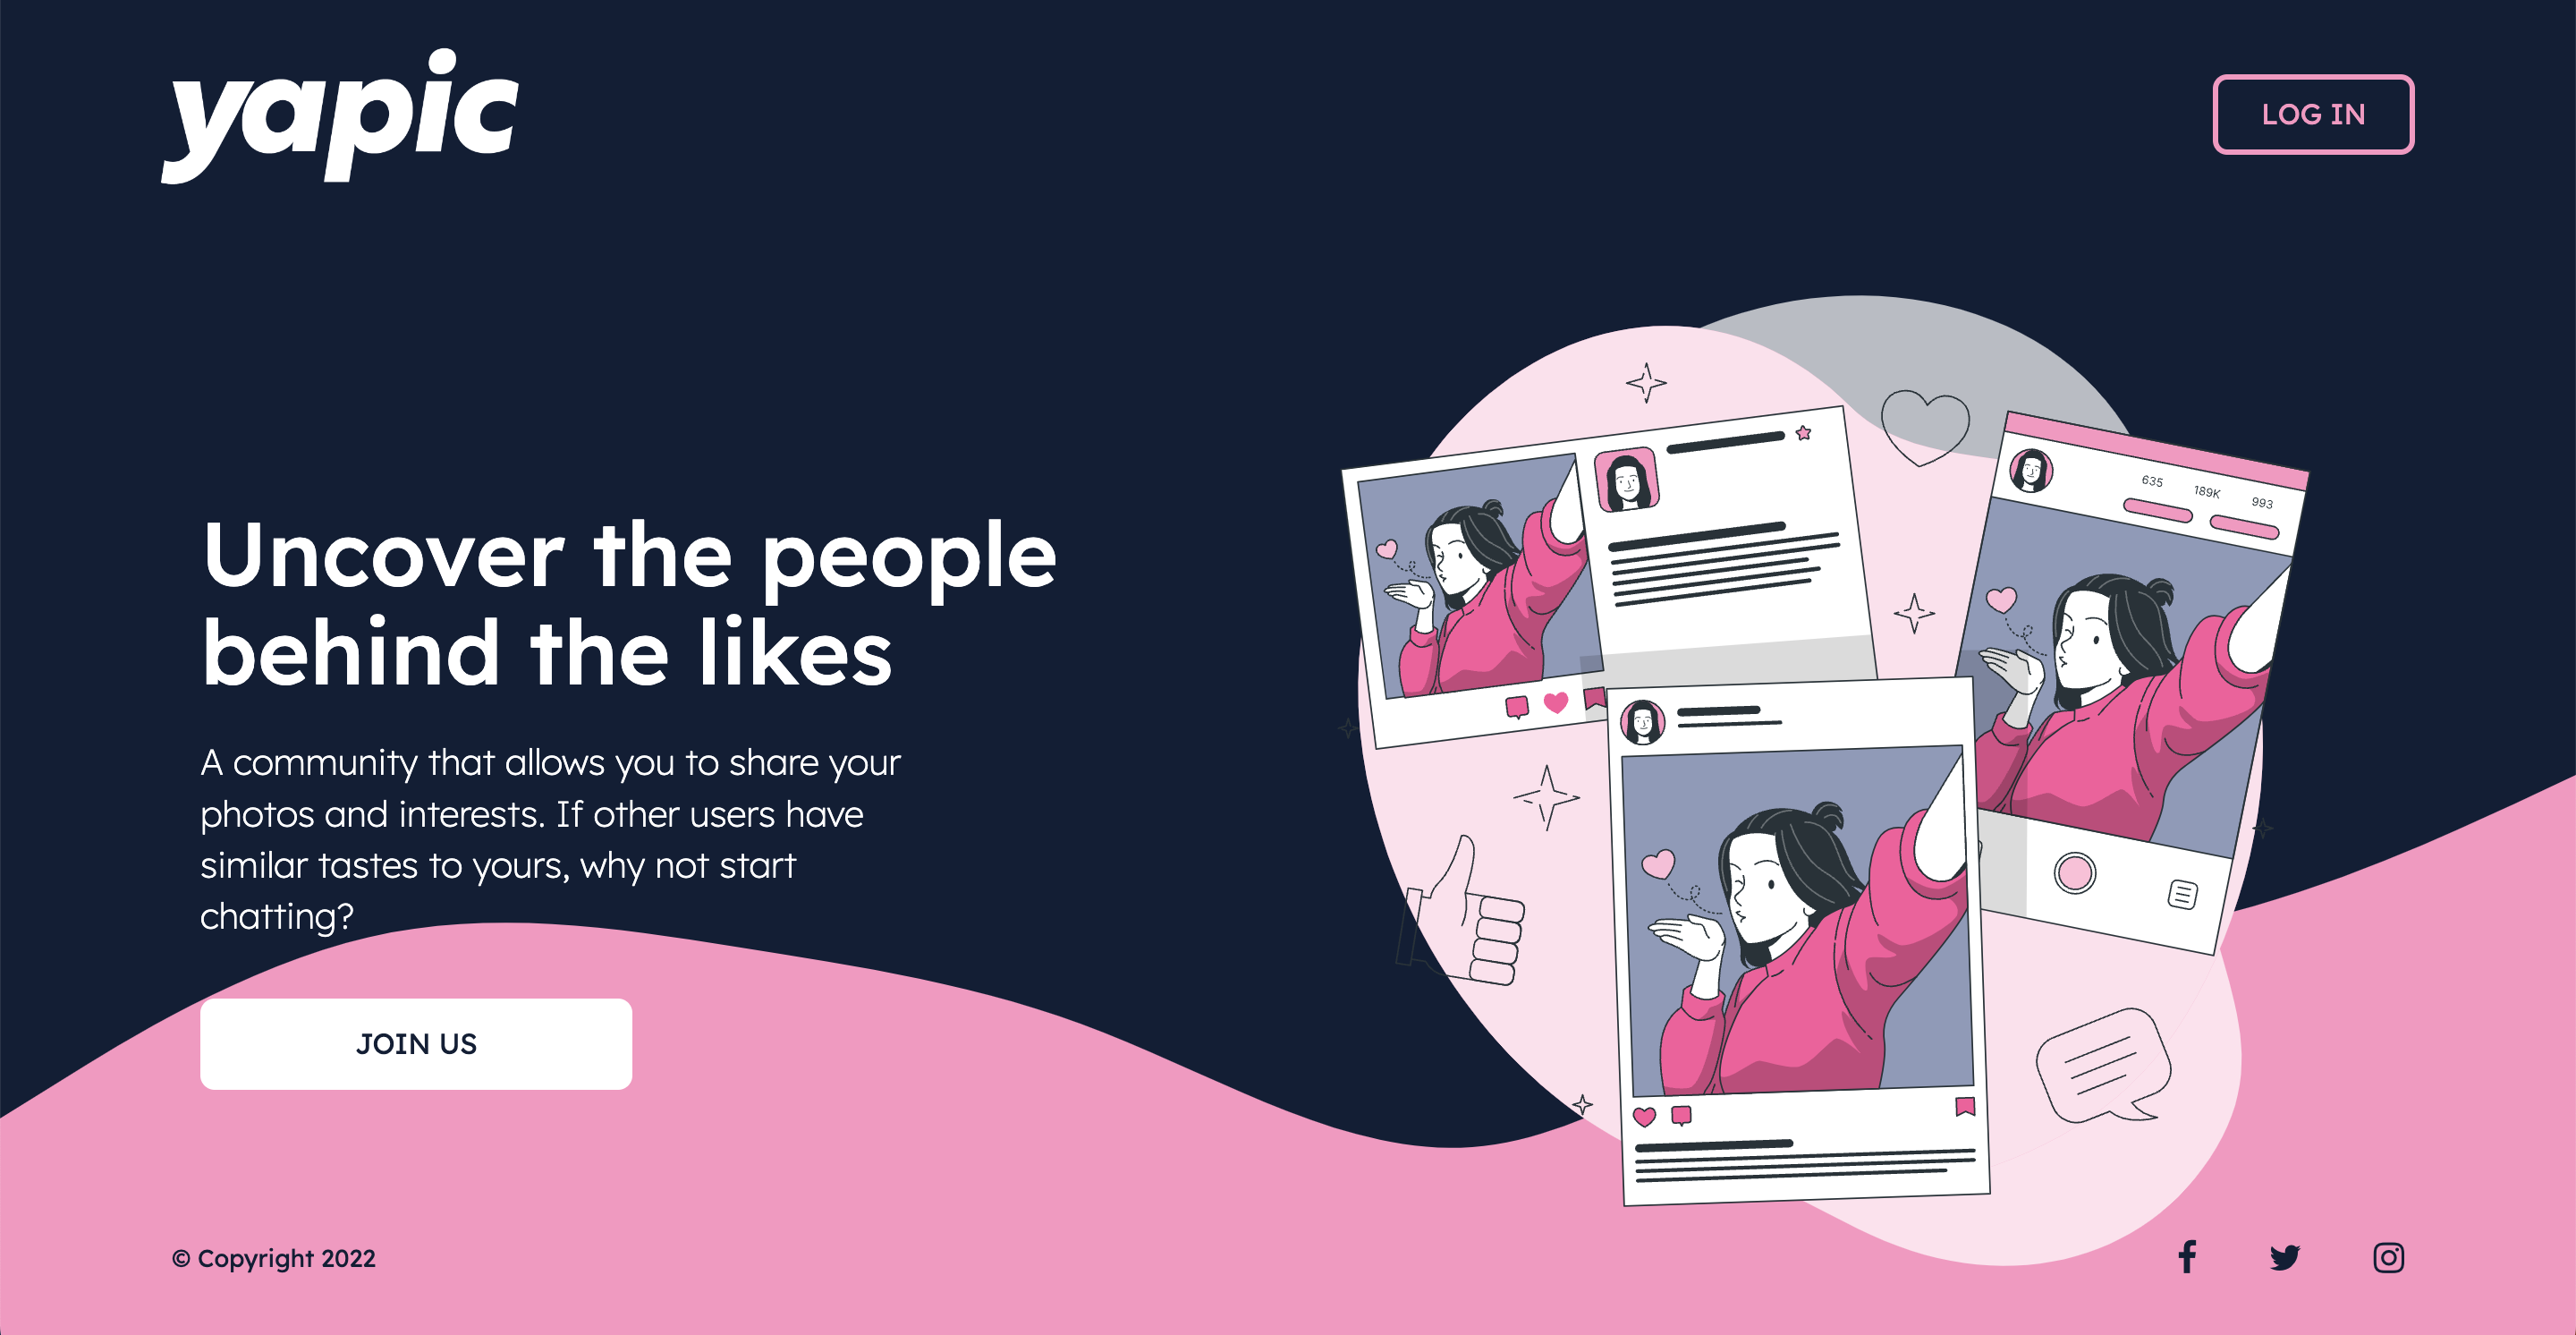 yapic
LOG IN
635 189K 993
Uncover the people
behind the likes
A community that allows you to share your
photos and interests. If other users have
similar tastes to yours, why not start
chatting?
JOIN US
© Copyright 2022